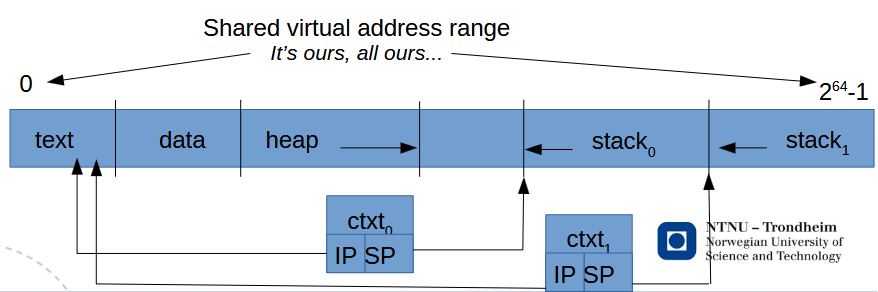 Shared virtual address range
It's ours, all ours...
0
2⁶⁴-1
text
data
heap
stack₀
stack₁
ctxt₀
IP SP
ctxt₁
IP SP
NTNU – Trondheim
Norwegian University of
Science and Technology